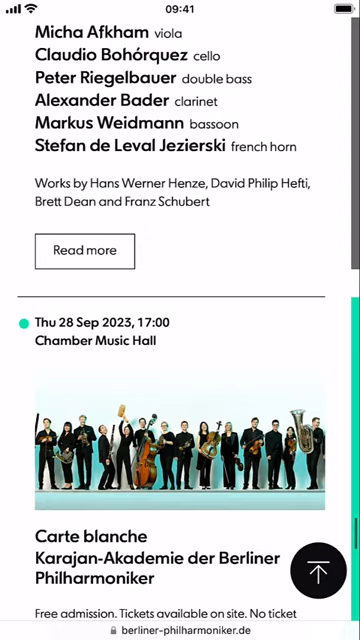 09:41
Micha Afkham viola
Claudio Bohórquez cello
Peter Riegelbauer double bass
Alexander Bader clarinet
Markus Weidmann bassoon
Stefan de Leval Jezierski french horn
Works by Hans Werner Henze, David Philip Hefti,
Brett Dean and Franz Schubert
Read more
Thu 28 Sep 2023, 17:00
Chamber Music Hall
Carte blanche
Karajan-Akademie der Berliner
Philharmoniker
Free admission. Tickets available on site. No ticket
berliner-philharmoniker.de